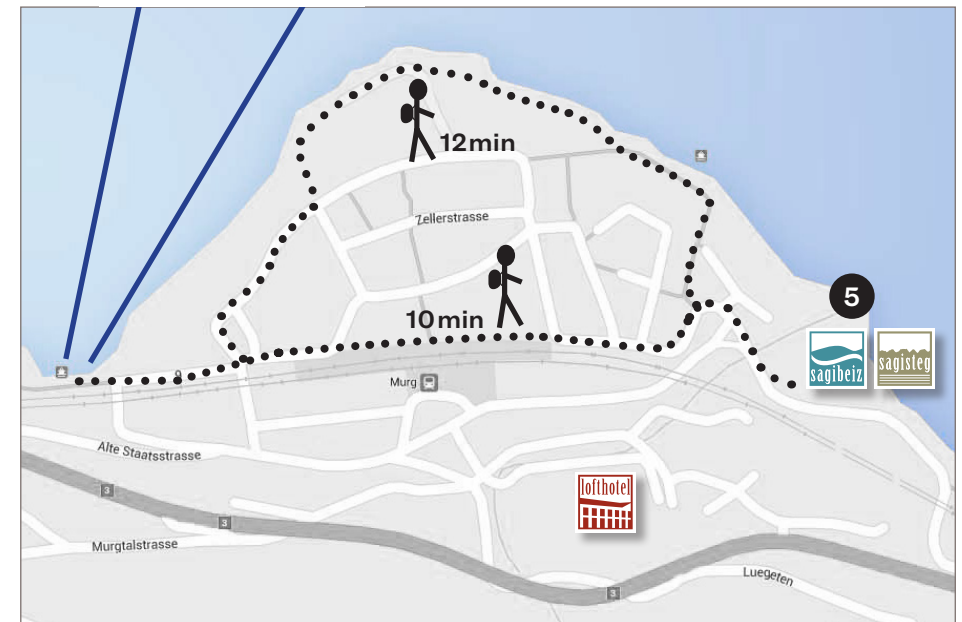 12min
Zellerstrasse
5
10min
sagibeiz
sagisteg
Murg
Alte Staatsstrasse
lofthotel
3
3
Murgtalstrasse
Luegeten
3